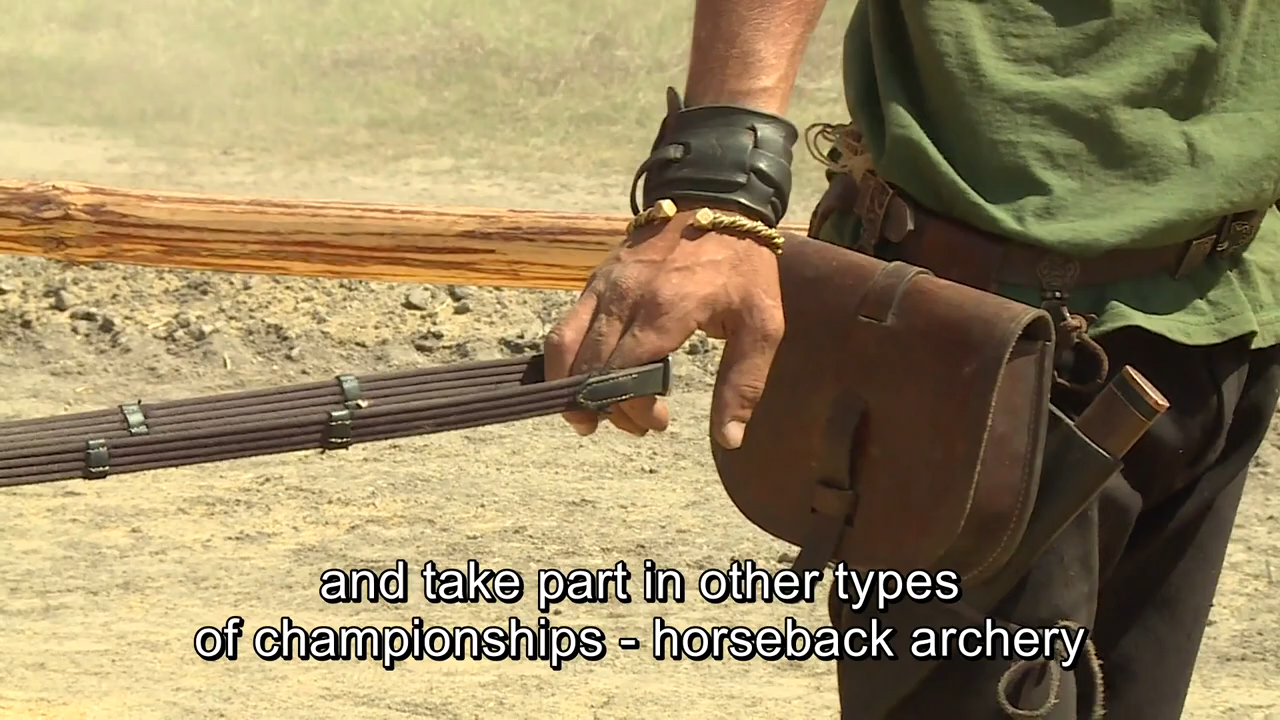 and take part in other types
of championships - horseback archery